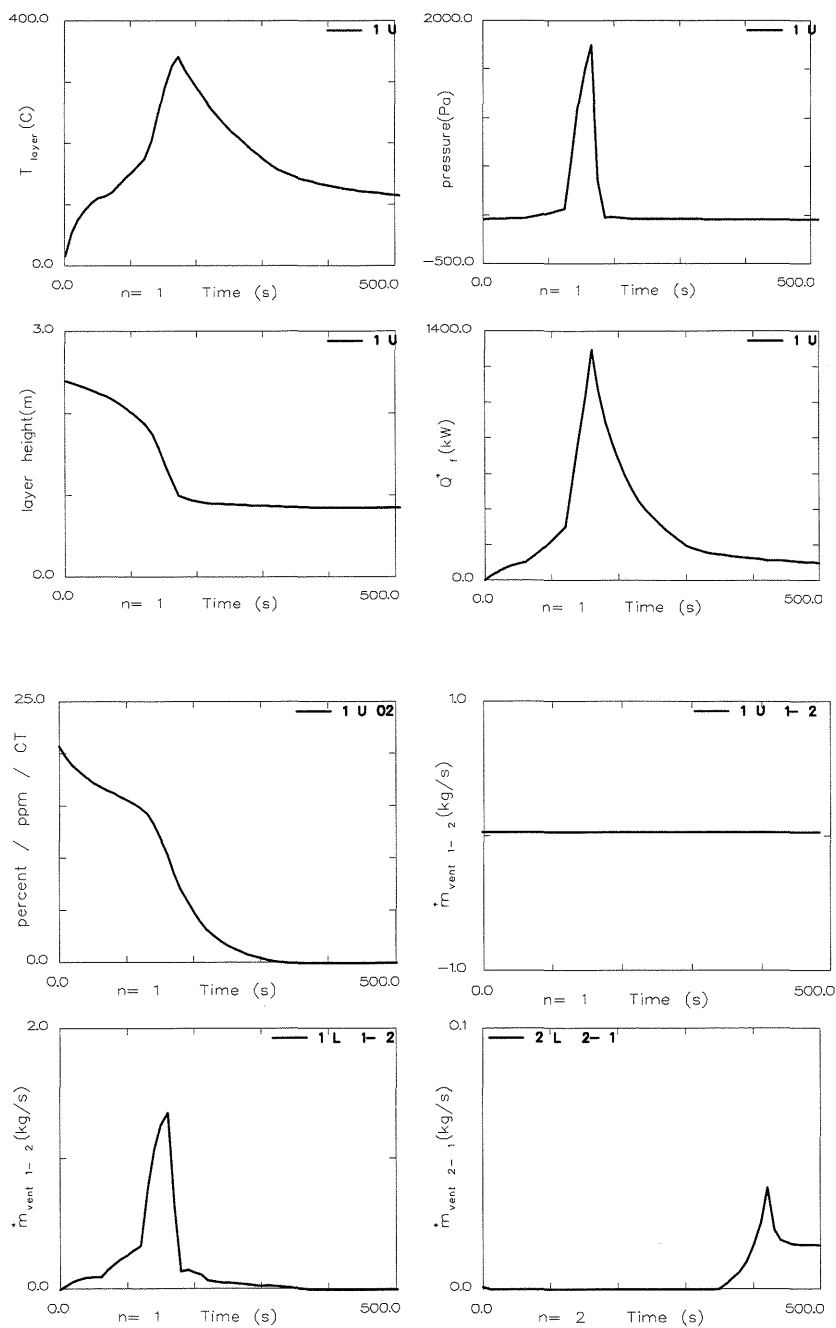 400.0
1 U
T layer (C)
0.0
0.0
500.0
n= 1 Time (s)
2000.0
1 U
pressure(Pa)
-500.0
0.0
500.0
n= 1 Time (s)
3.0
1 U
layer height(m)
0.0
0.0
500.0
n= 1 Time (s)
1400.0
1 U
Q* f (kW)
0.0
0.0
500.0
n= 1 Time (s)
25.0
1 U O2
percent / ppm / CT
0.0
0.0
500.0
n= 1 Time (s)
1.0
1 U 1- 2
*m vent 1- 2 (kg/s)
-1.0
0.0
500.0
n= 1 Time (s)
2.0
1 L 1- 2
*m vent 1- 2 (kg/s)
0.0
0.0
500.0
n= 1 Time (s)
0.1
2 L 2- 1
*m vent 2- 1 (kg/s)
0.0
0.0
500.0
n= 2 Time (s)